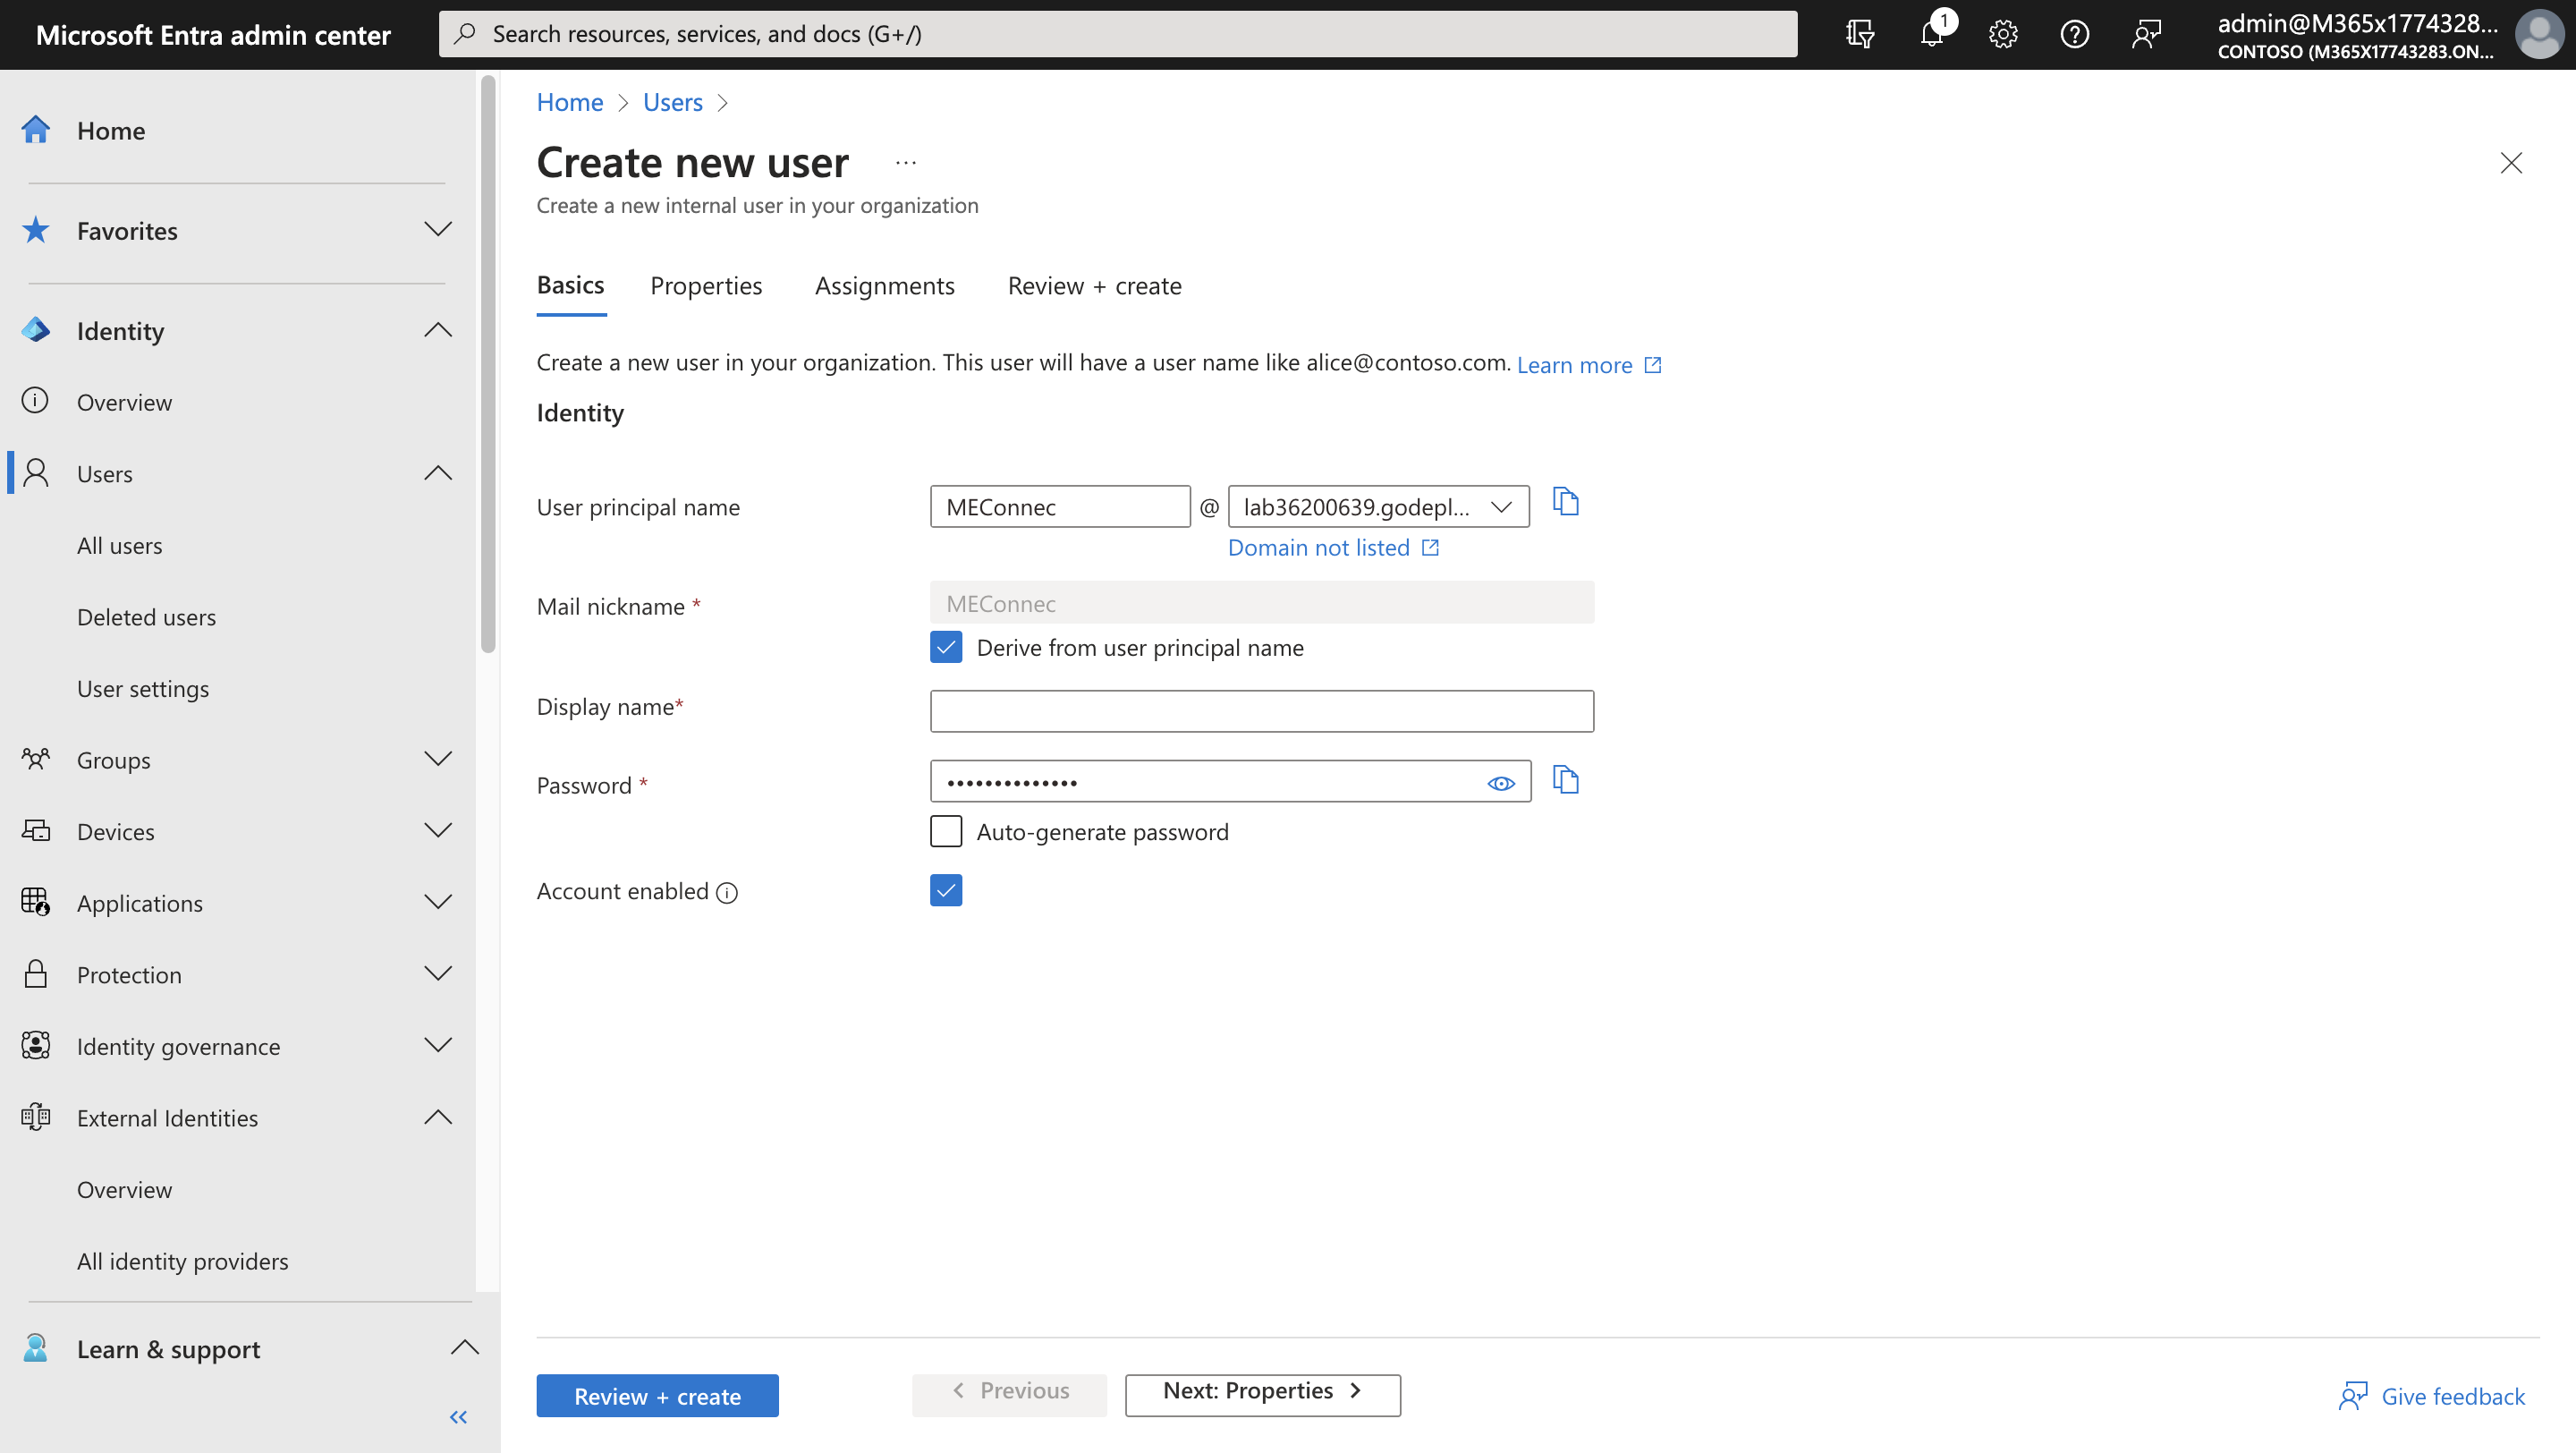 Microsoft Entra admin center
Search resources, services, and docs (G+/)
1
admin@M365x1774328...
CONTOSO (M365X17743283.ON...
Home
Favorites
Identity
Overview
Users
All users
Deleted users
User settings
Groups
Devices
Applications
Protection
Identity governance
External Identities
Overview
All identity providers
Learn & support
Home > Users >
Create new user ...
Create a new internal user in your organization
Basics Properties Assignments Review + create
Create a new user in your organization. This user will have a user name like alice@contoso.com. Learn more
Identity
User principal name MEConnec @ lab36200639.godepl...
Domain not listed
Mail nickname * MEConnec
Derive from user principal name
Display name*
Password * ••••••••••••••
Auto-generate password
Account enabled
Review + create < Previous Next: Properties > Give feedback